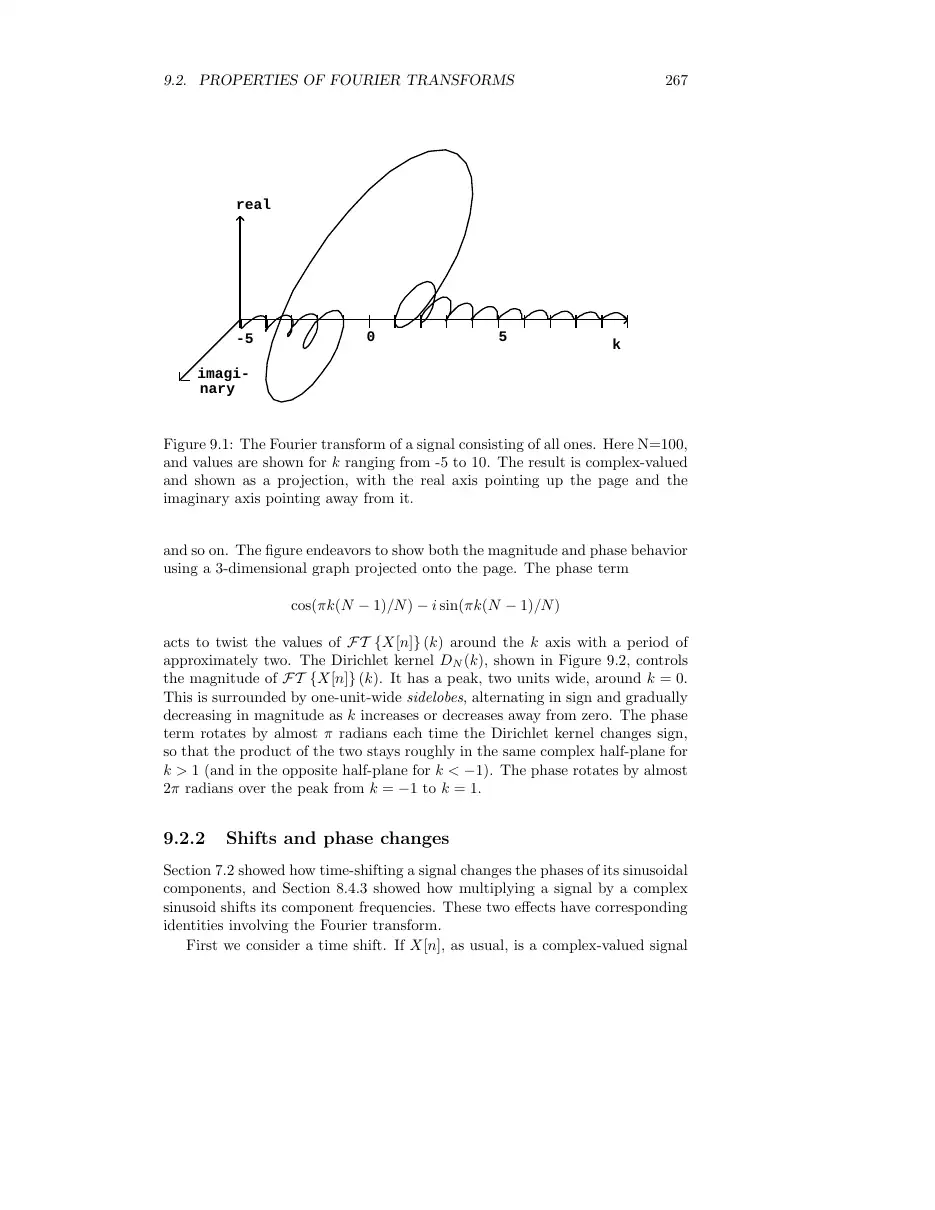 9.2. PROPERTIES OF FOURIER TRANSFORMS 267
real
-5
0
5
k
imagi-
nary
Figure 9.1: The Fourier transform of a signal consisting of all ones. Here N=100,
and values are shown for k ranging from -5 to 10. The result is complex-valued
and shown as a projection, with the real axis pointing up the page and the
imaginary axis pointing away from it.
and so on. The figure endeavors to show both the magnitude and phase behavior
using a 3-dimensional graph projected onto the page. The phase term
cos(πk(N − 1)/N) − i sin(πk(N − 1)/N)
acts to twist the values of ℱ𝒯 {X[n]} (k) around the k axis with a period of
approximately two. The Dirichlet kernel D_N(k), shown in Figure 9.2, controls
the magnitude of ℱ𝒯 {X[n]} (k). It has a peak, two units wide, around k = 0.
This is surrounded by one-unit-wide sidelobes, alternating in sign and gradually
decreasing in magnitude as k increases or decreases away from zero. The phase
term rotates by almost π radians each time the Dirichlet kernel changes sign,
so that the product of the two stays roughly in the same complex half-plane for
k > 1 (and in the opposite half-plane for k < −1). The phase rotates by almost
2π radians over the peak from k = −1 to k = 1.
9.2.2 Shifts and phase changes
Section 7.2 showed how time-shifting a signal changes the phases of its sinusoidal
components, and Section 8.4.3 showed how multiplying a signal by a complex
sinusoid shifts its component frequencies. These two effects have corresponding
identities involving the Fourier transform.
First we consider a time shift. If X[n], as usual, is a complex-valued signal